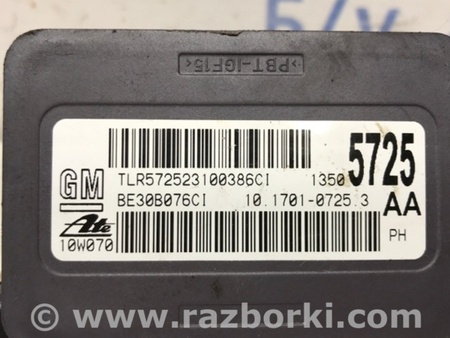 Б/У
>PBT-IGF15<
GM
TLR572523100386CI 1350 5725
BE30B076CI 10.1701-0725.3 AA
Ate
10W070 PH
© www.razborki.com